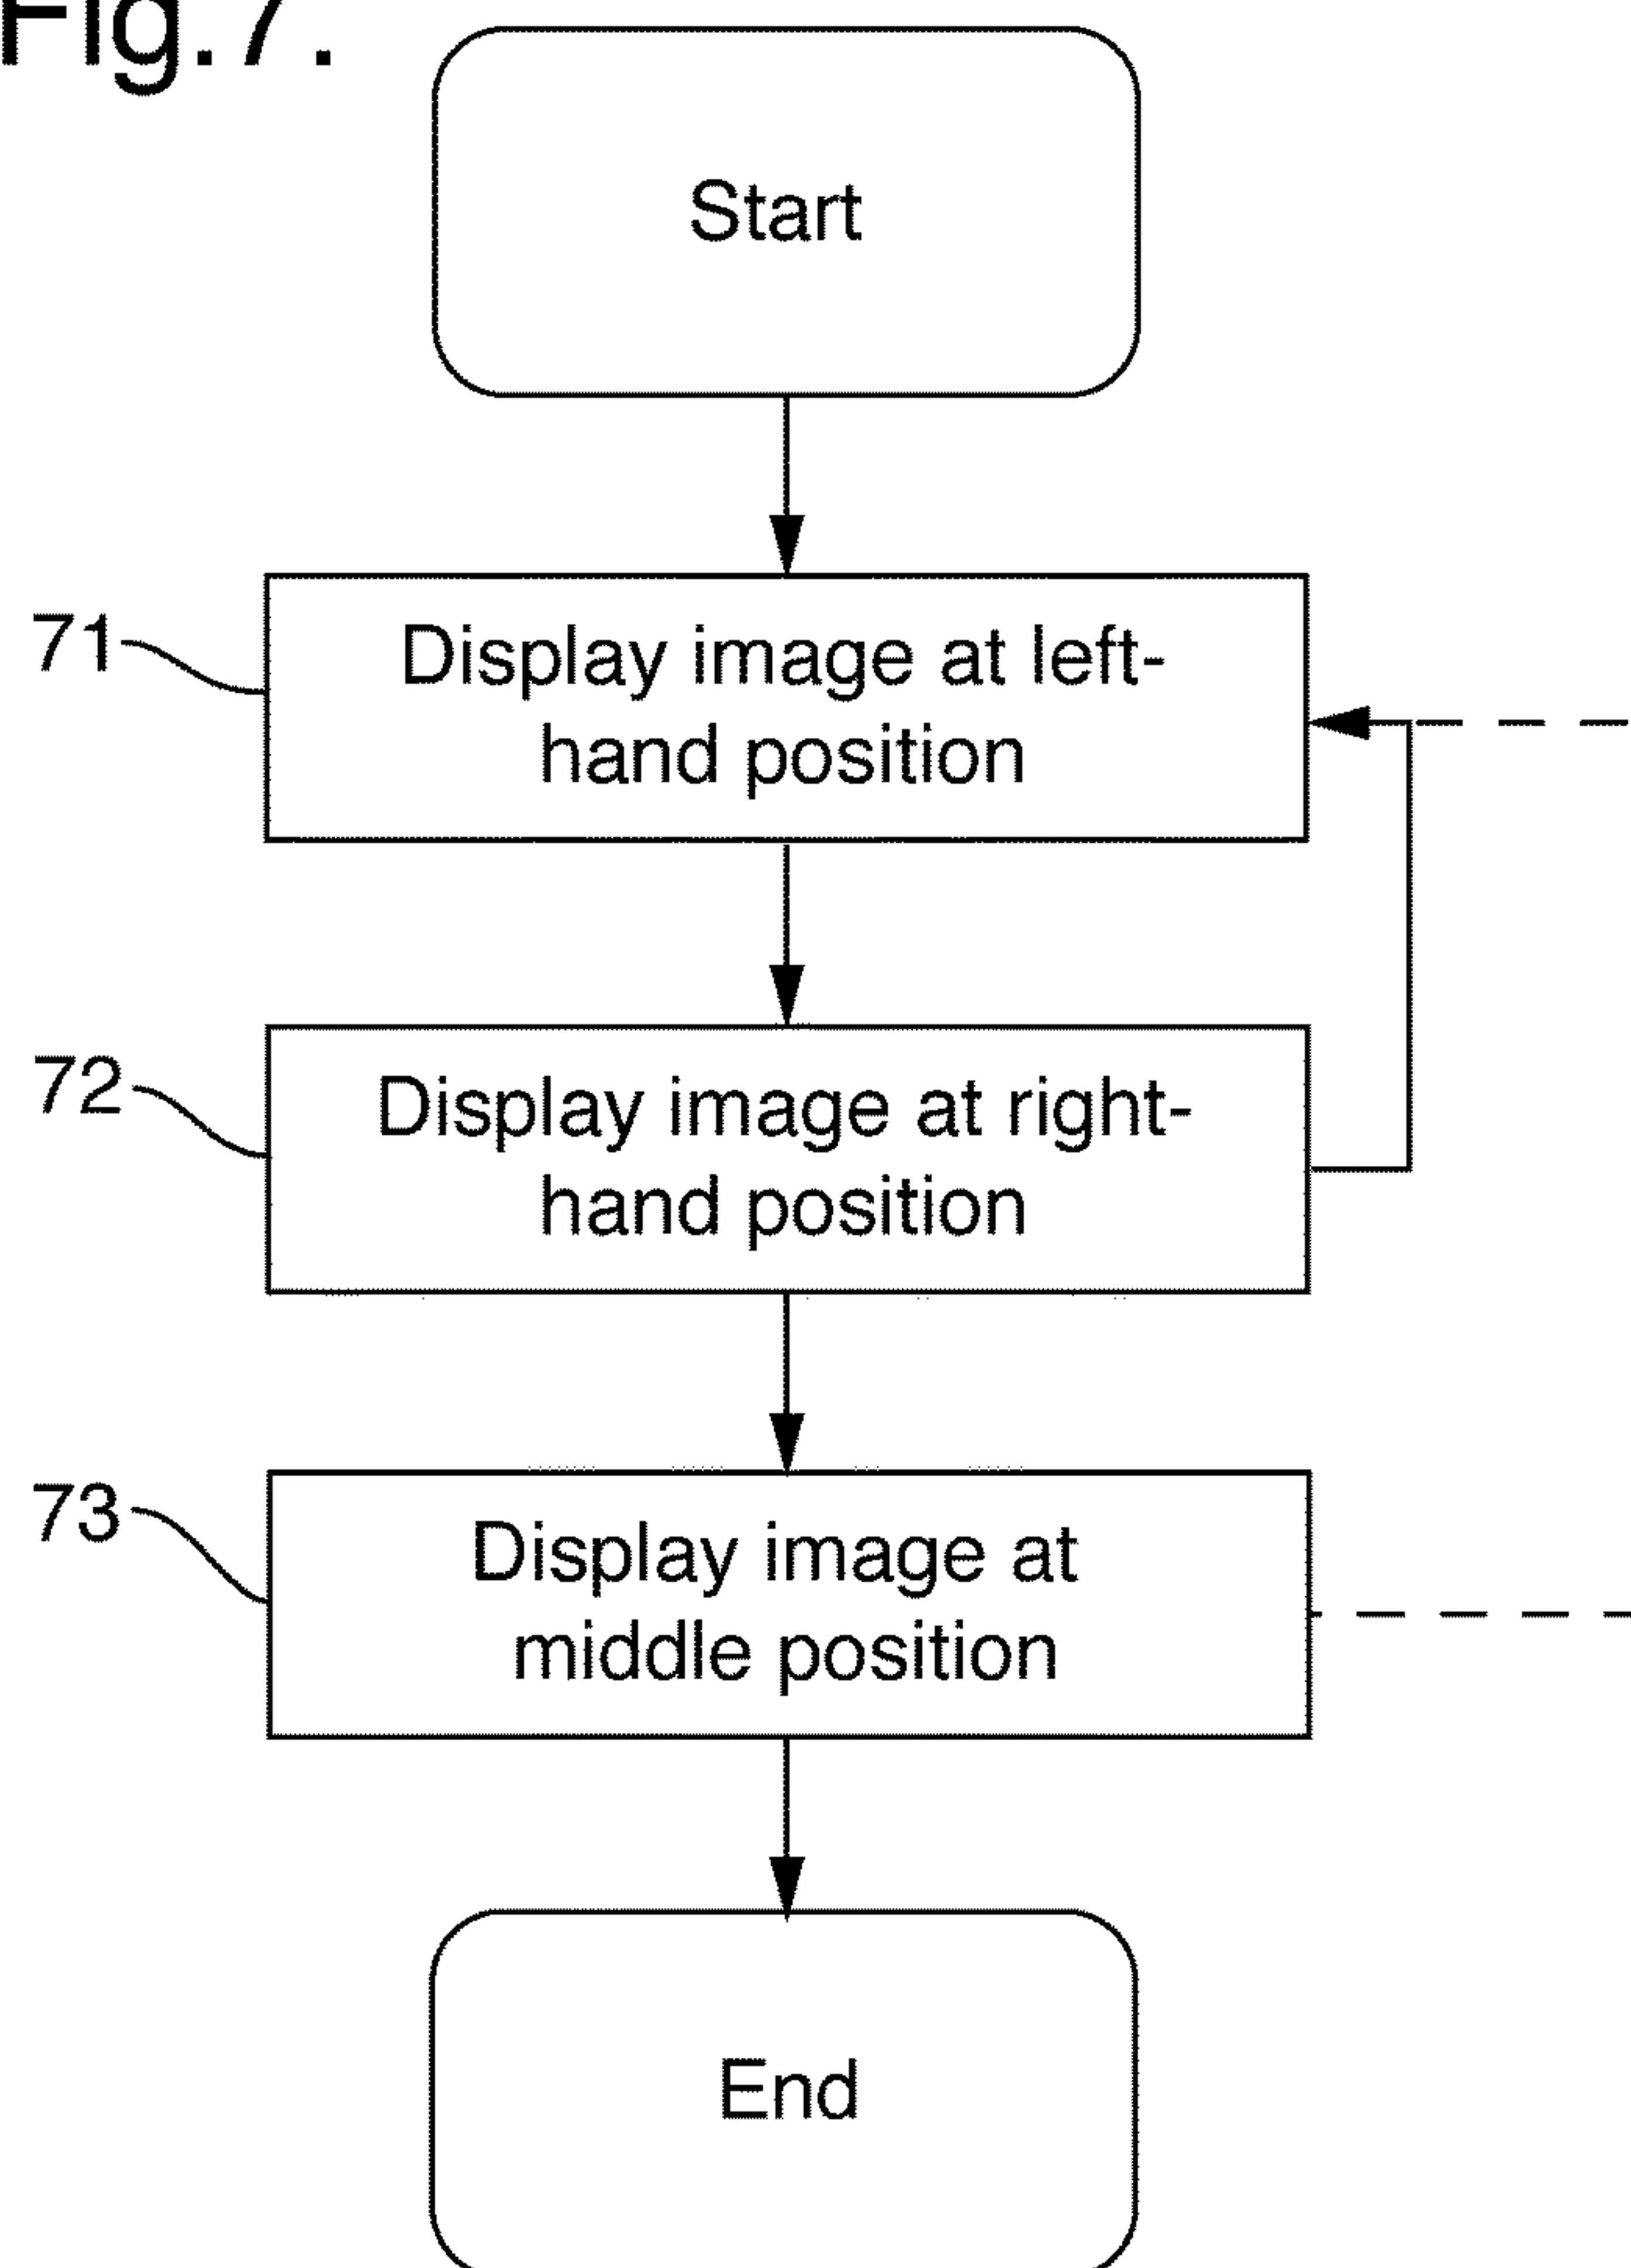 Fig.7.
Start
71
Display image at left-
hand position
72
Display image at right-
hand position
73
Display image at
middle position
End